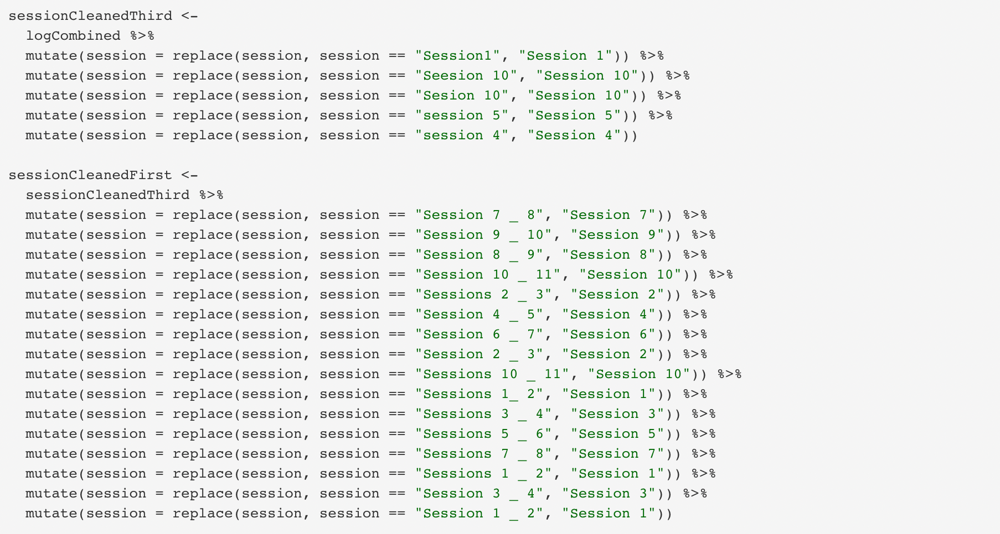 sessionCleanedThird <-
  logCombined %>%
  mutate(session = replace(session, session == "Session1", "Session 1")) %>%
  mutate(session = replace(session, session == "Seesion 10", "Session 10")) %>%
  mutate(session = replace(session, session == "Sesion 10", "Session 10")) %>%
  mutate(session = replace(session, session == "session 5", "Session 5")) %>%
  mutate(session = replace(session, session == "session 4", "Session 4"))

sessionCleanedFirst <-
  sessionCleanedThird %>%
  mutate(session = replace(session, session == "Session 7 _ 8", "Session 7")) %>%
  mutate(session = replace(session, session == "Session 9 _ 10", "Session 9")) %>%
  mutate(session = replace(session, session == "Session 8 _ 9", "Session 8")) %>%
  mutate(session = replace(session, session == "Session 10 _ 11", "Session 10")) %>%
  mutate(session = replace(session, session == "Sessions 2 _ 3", "Session 2")) %>%
  mutate(session = replace(session, session == "Session 4 _ 5", "Session 4")) %>%
  mutate(session = replace(session, session == "Session 6 _ 7", "Session 6")) %>%
  mutate(session = replace(session, session == "Session 2 _ 3", "Session 2")) %>%
  mutate(session = replace(session, session == "Sessions 10 _ 11", "Session 10")) %>%
  mutate(session = replace(session, session == "Sessions 1_ 2", "Session 1")) %>%
  mutate(session = replace(session, session == "Sessions 3 _ 4", "Session 3")) %>%
  mutate(session = replace(session, session == "Sessions 5 _ 6", "Session 5")) %>%
  mutate(session = replace(session, session == "Sessions 7 _ 8", "Session 7")) %>%
  mutate(session = replace(session, session == "Sessions 1 _ 2", "Session 1")) %>%
  mutate(session = replace(session, session == "Session 3 _ 4", "Session 3")) %>%
  mutate(session = replace(session, session == "Session 1 _ 2", "Session 1"))